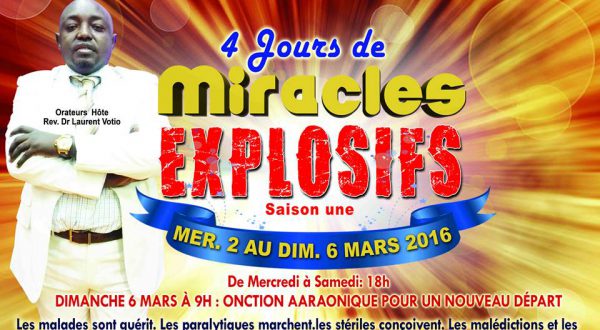 4 Jours de
Miracles
EXPLOSIFS
Saison une
Orateurs Hôte
Rev. Dr Laurent Votio
MER. 2 AU DIM. 6 MARS 2016
De Mercredi à Samedi: 18h
DIMANCHE 6 MARS À 9H : ONCTION AARAONIQUE POUR UN NOUVEAU DÉPART
Les malades sont guérit. Les paralytiques marchent.les stériles conçoivent. Les malédictions et les